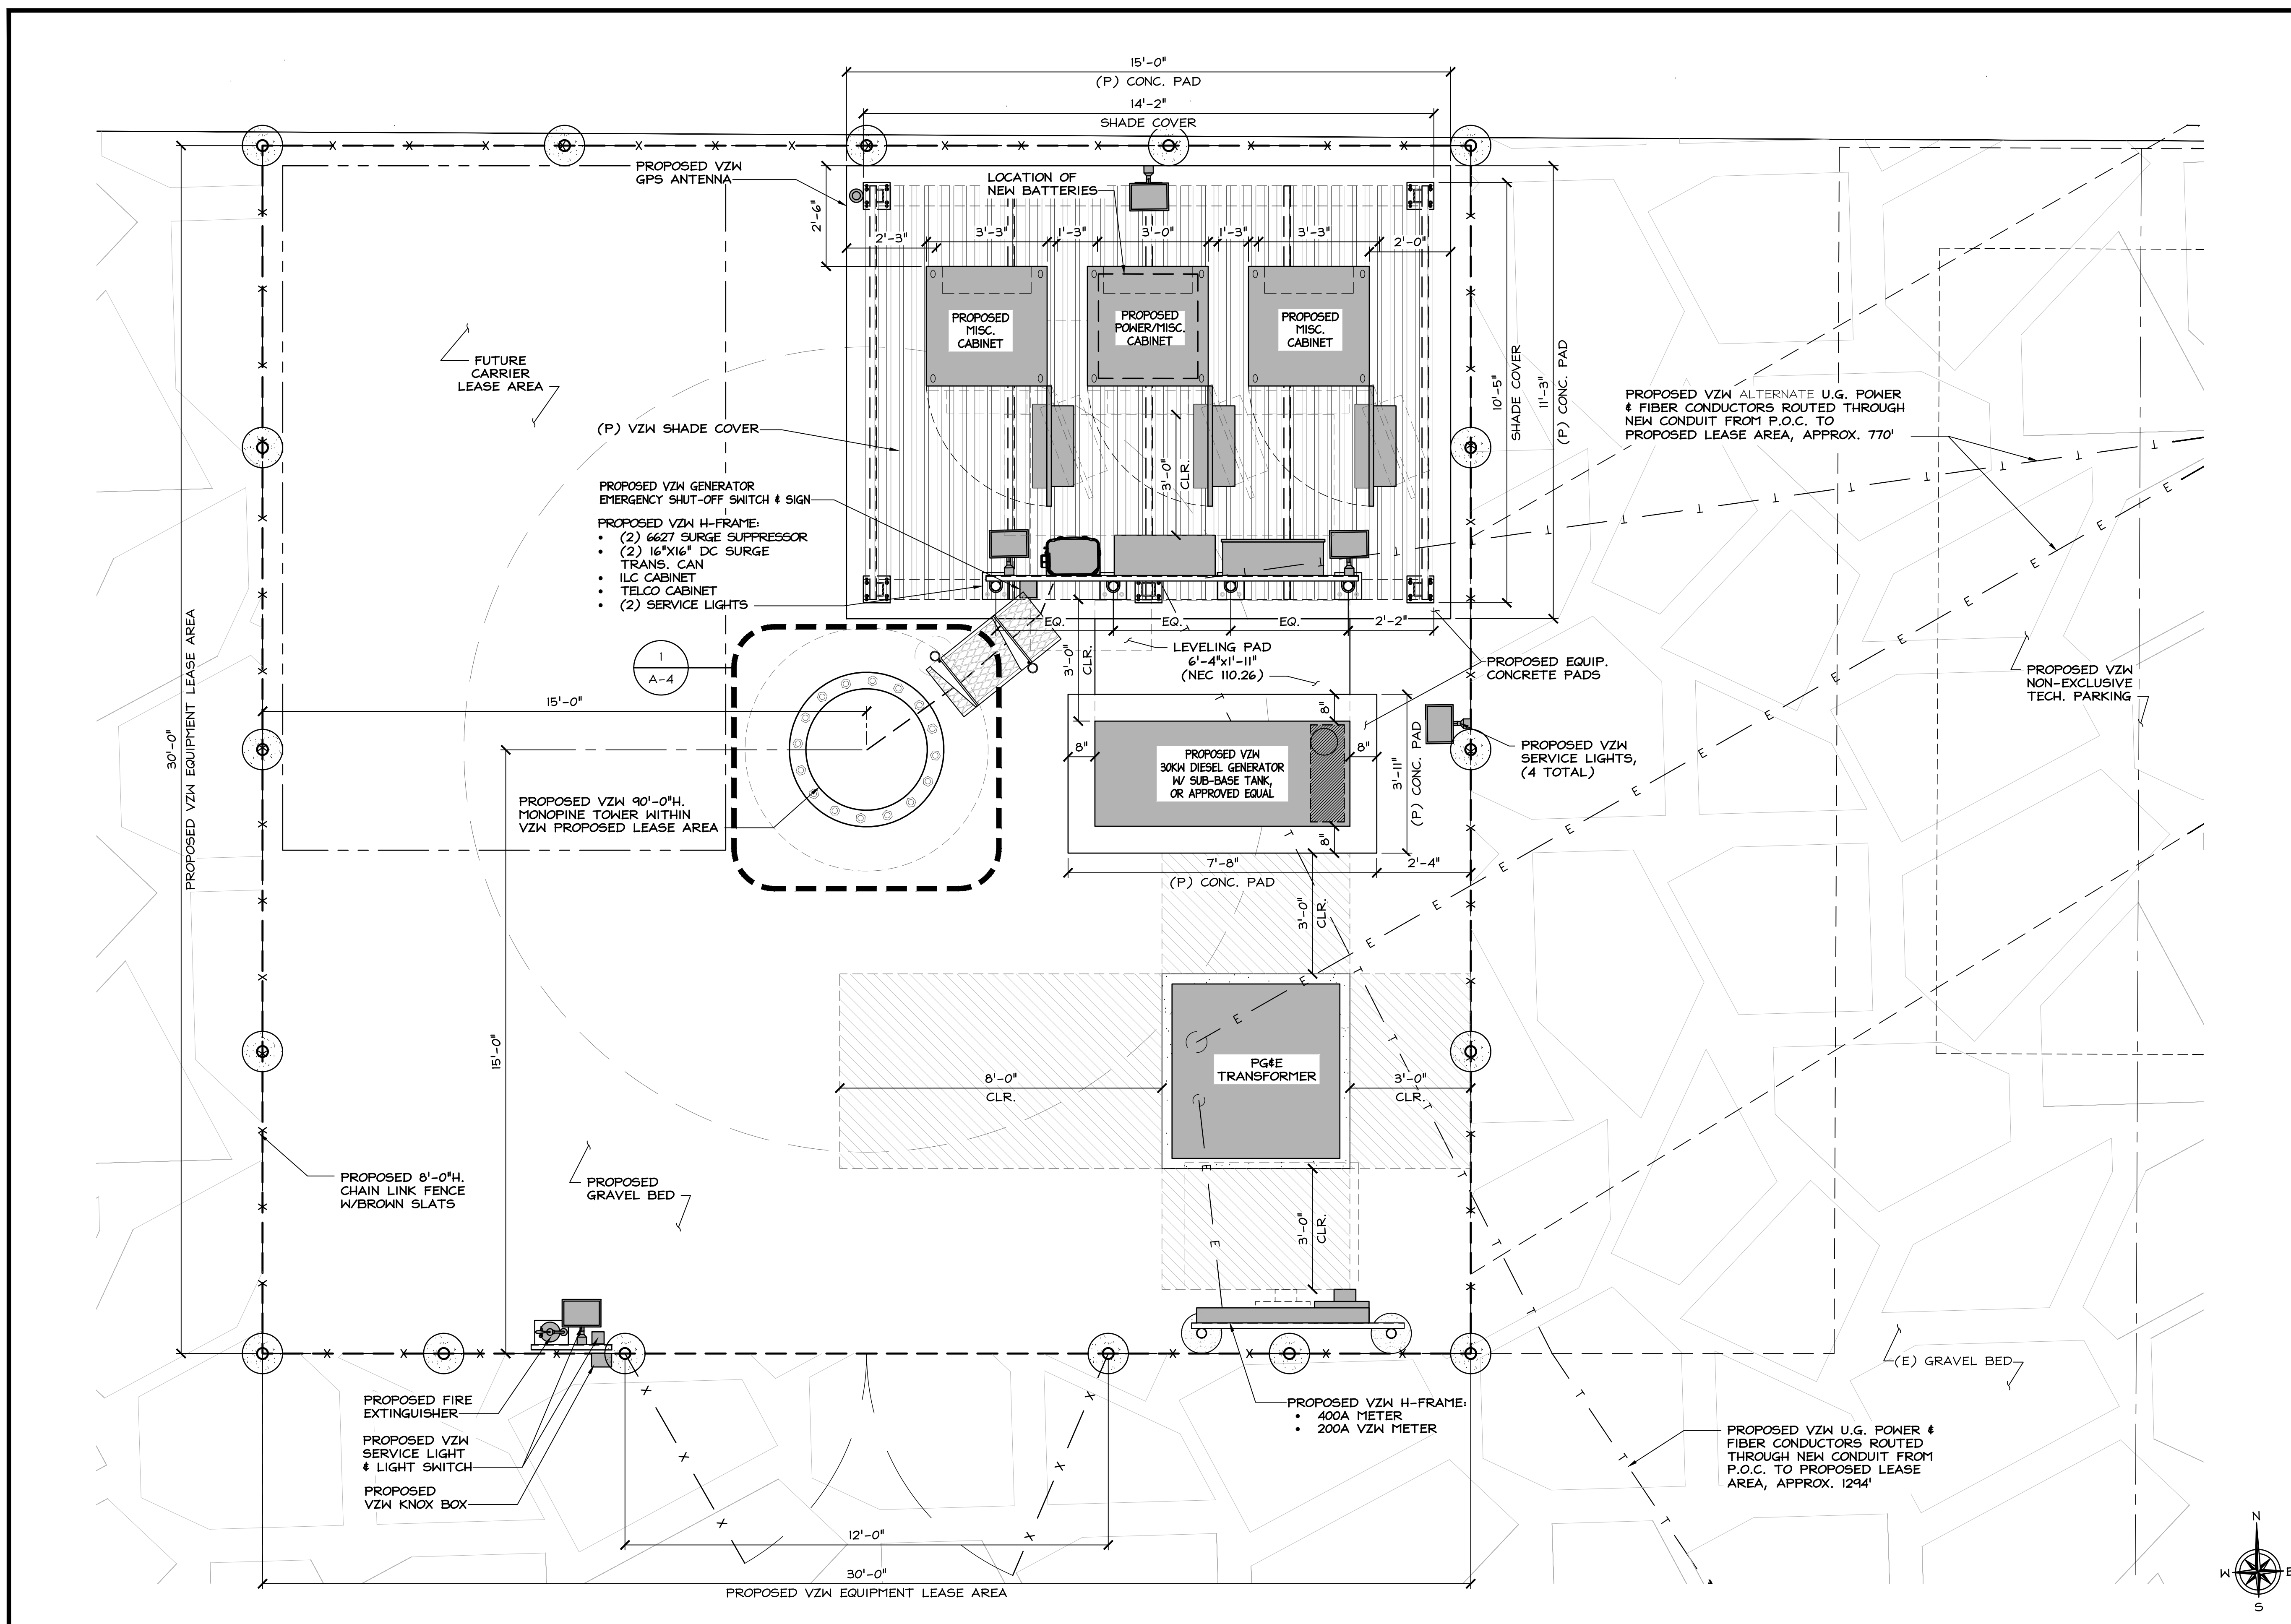 15'-0"
(P) CONC. PAD
14'-2"
SHADE COVER
PROPOSED VZW
GPS ANTENNA
LOCATION OF
NEW BATTERIES
2'-6"
2'-3"
3'-3"
1'-3"
3'-0"
1'-3"
3'-3"
2'-0"
PROPOSED
MISC.
CABINET
PROPOSED
POWER/MISC.
CABINET
PROPOSED
MISC.
CABINET
10'-5"
SHADE COVER
11'-3"
(P) CONC. PAD
FUTURE
CARRIER
LEASE AREA
(P) VZW SHADE COVER
3'-0"
CLR.
PROPOSED VZW ALTERNATE U.G. POWER
& FIBER CONDUCTORS ROUTED THROUGH
NEW CONDUIT FROM P.O.C. TO
PROPOSED LEASE AREA, APPROX. 770'
PROPOSED VZW GENERATOR
EMERGENCY SHUT-OFF SWITCH & SIGN
PROPOSED VZW H-FRAME:
• (2) 6627 SURGE SUPPRESSOR
• (2) 16"X16" DC SURGE
TRANS. CAN
• ILC CABINET
• TELCO CABINET
• (2) SERVICE LIGHTS
EQ.
EQ.
EQ.
2'-2"
1
A-4
3'-0"
CLR.
LEVELING PAD
6'-4"x1'-11"
(NEC 110.26)
PROPOSED EQUIP.
CONCRETE PADS
PROPOSED VZW
NON-EXCLUSIVE
TECH. PARKING
15'-0"
30'-0"
PROPOSED VZW EQUIPMENT LEASE AREA
8"
8"
8"
8"
PROPOSED VZW
30KW DIESEL GENERATOR
W/ SUB-BASE TANK,
OR APPROVED EQUAL
3'-11"
(P) CONC. PAD
PROPOSED VZW
SERVICE LIGHTS,
(4 TOTAL)
PROPOSED VZW 90'-0"H.
MONOPINE TOWER WITHIN
VZW PROPOSED LEASE AREA
7'-8"
(P) CONC. PAD
2'-4"
3'-0"
CLR.
15'-0"
PG&E
TRANSFORMER
8'-0"
CLR.
3'-0"
CLR.
PROPOSED 8'-0"H.
CHAIN LINK FENCE
W/BROWN SLATS
PROPOSED
GRAVEL BED
3'-0"
CLR.
(E) GRAVEL BED
PROPOSED FIRE
EXTINGUISHER
PROPOSED VZW
SERVICE LIGHT
& LIGHT SWITCH
PROPOSED
VZW KNOX BOX
PROPOSED VZW H-FRAME:
• 400A METER
• 200A VZW METER
PROPOSED VZW U.G. POWER &
FIBER CONDUCTORS ROUTED
THROUGH NEW CONDUIT FROM
P.O.C. TO PROPOSED LEASE
AREA, APPROX. 1294'
12'-0"
30'-0"
PROPOSED VZW EQUIPMENT LEASE AREA
N
W E
S